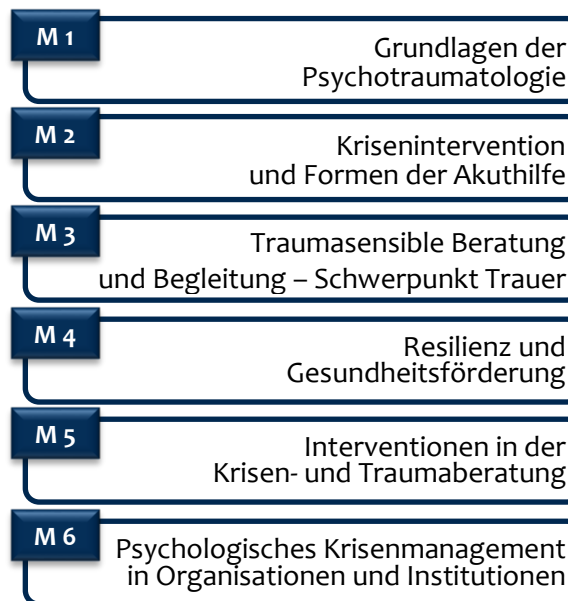 M 1
Grundlagen der
Psychotraumatologie
M 2
Krisenintervention
und Formen der Akuthilfe
M 3
Traumasensible Beratung
und Begleitung – Schwerpunkt Trauer
M 4
Resilienz und
Gesundheitsförderung
M 5
Interventionen in der
Krisen- und Traumaberatung
M 6
Psychologisches Krisenmanagement
in Organisationen und Institutionen